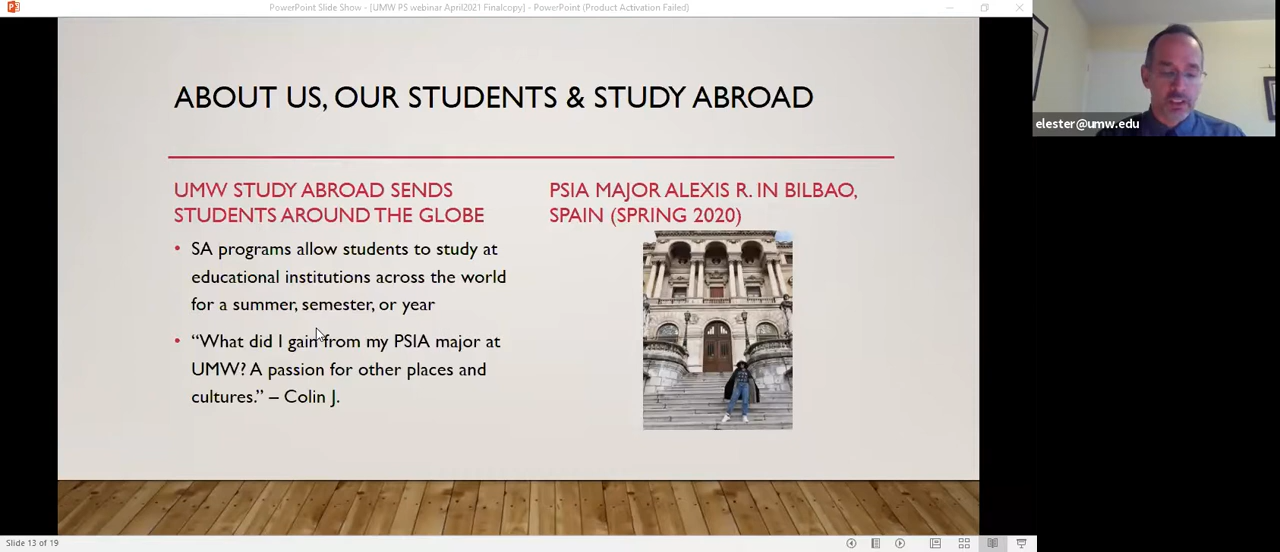 PowerPoint Slide Show - [UMW PS webinar April2021 Finalcopy] - PowerPoint (Product Activation Failed)
ABOUT US, OUR STUDENTS & STUDY ABROAD
UMW STUDY ABROAD SENDS
STUDENTS AROUND THE GLOBE
• SA programs allow students to study at
educational institutions across the world
for a summer, semester, or year
• “What did I gain from my PSIA major at
UMW? A passion for other places and
cultures.” – Colin J.
PSIA MAJOR ALEXIS R. IN BILBAO,
SPAIN (SPRING 2020)
elester@umw.edu
Slide 13 of 19